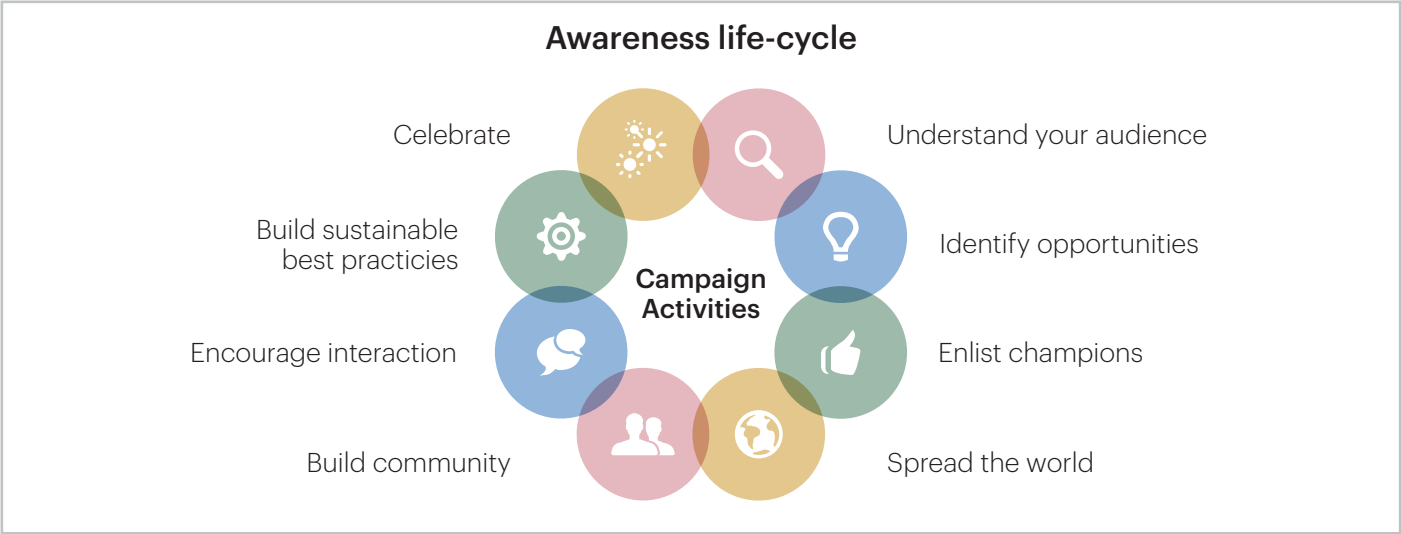 Awareness life-cycle
Celebrate
Understand your audience
Build sustainable
best practicies
Identify opportunities
Campaign
Activities
Encourage interaction
Enlist champions
Build community
Spread the world